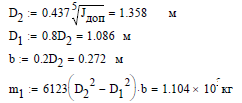 D₂ := 0.437 ⁵√J_доп = 1.358 м
D₁ := 0.8D₂ = 1.086 м
b := 0.2D₂ = 0.272 м
m₁ := 6123(D₂² − D₁²)·b = 1.104 × 10³ кг